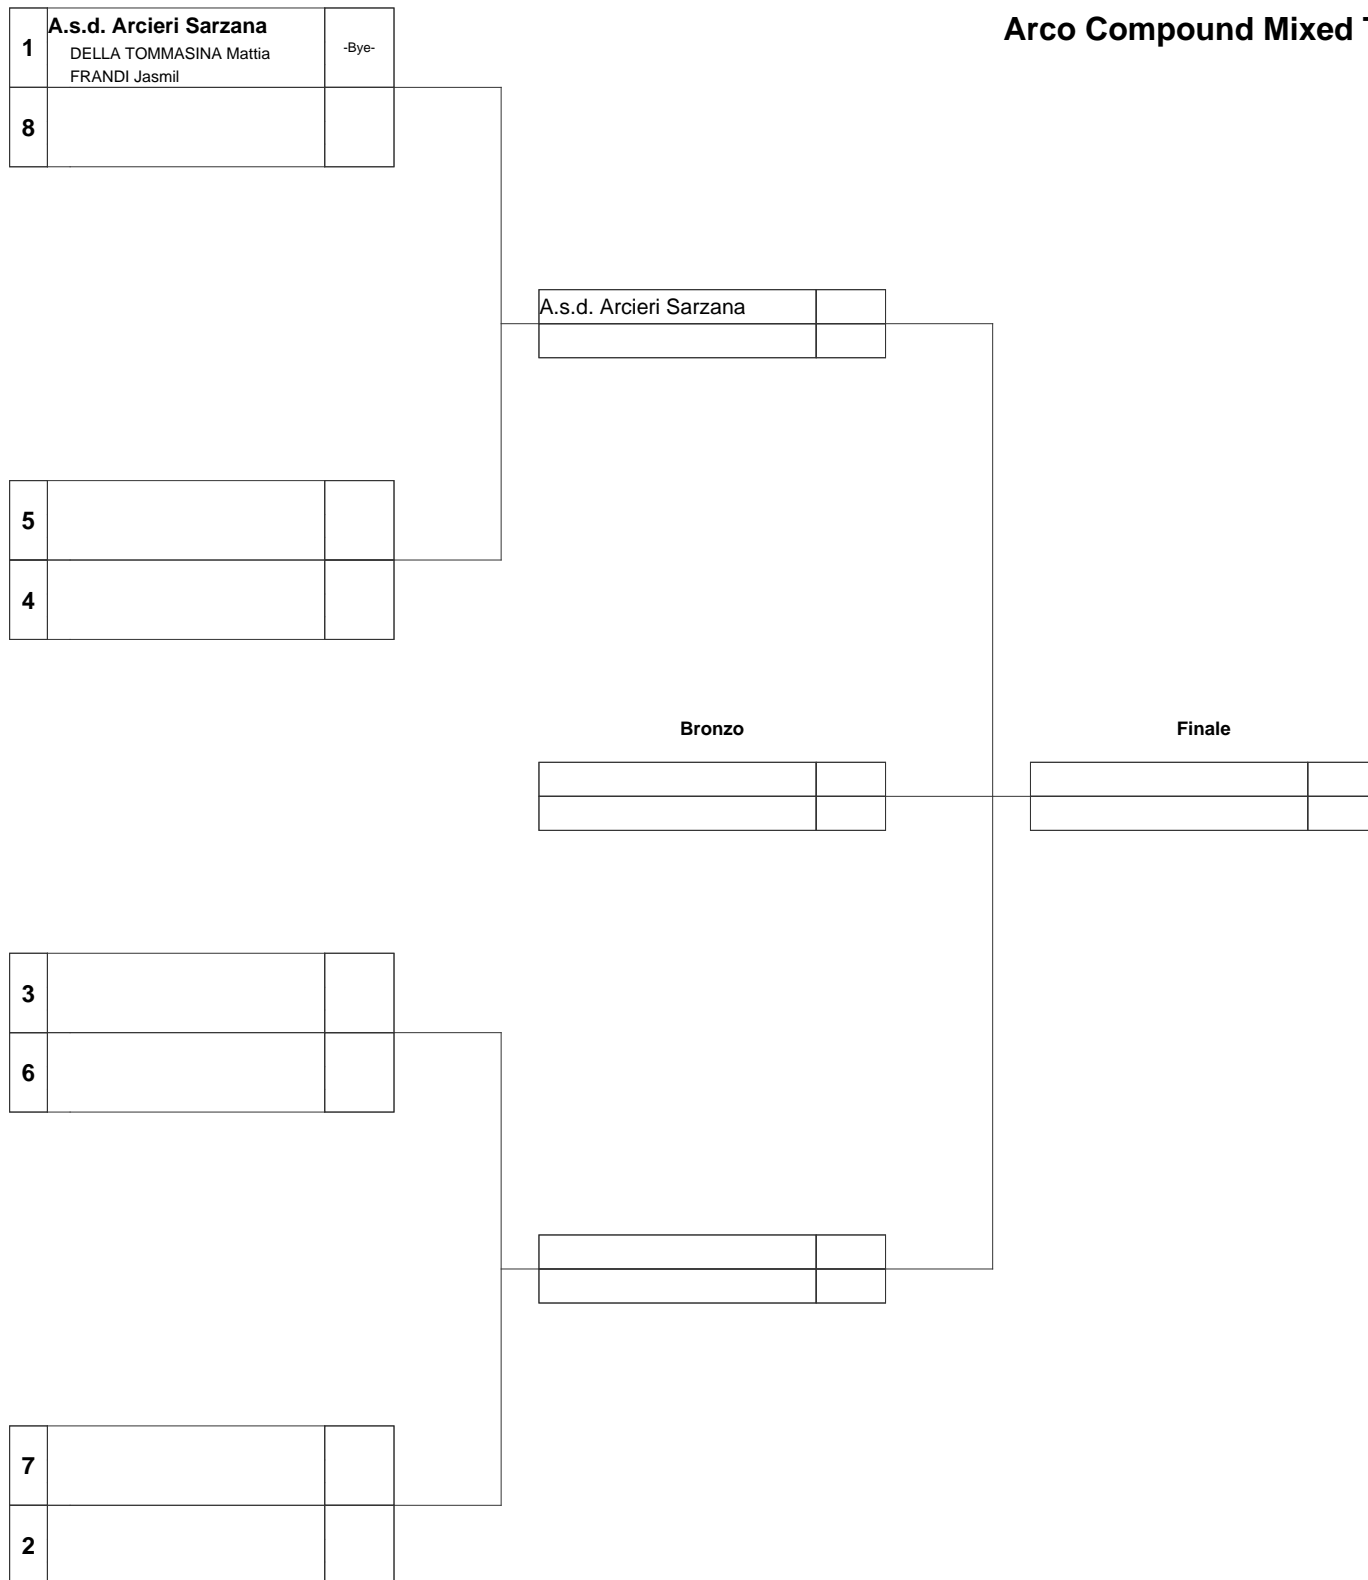 Arco Compound Mixed
1
A.s.d. Arcieri Sarzana
DELLA TOMMASINA Mattia
FRANDI Jasmil
-Bye-
8
A.s.d. Arcieri Sarzana
5
4
Bronzo
Finale
3
6
7
2